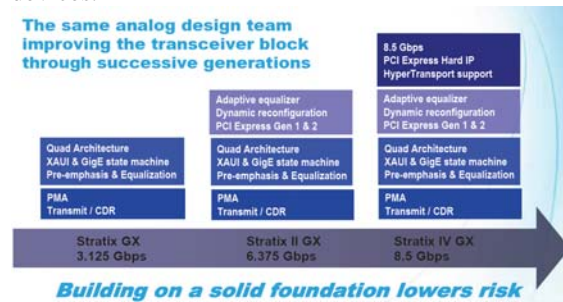 The same analog design team
improving the transceiver block
through successive generations
8.5 Gbps
PCI Express Hard IP
HyperTransport support
Adaptive equalizer
Dynamic reconfiguration
PCI Express Gen 1 & 2
Adaptive equalizer
Dynamic reconfiguration
PCI Express Gen 1 & 2
Quad Architecture
XAUI & GigE state machine
Pre-emphasis & Equalization
Quad Architecture
XAUI & GigE state machine
Pre-emphasis & Equalization
Quad Architecture
XAUI & GigE state machine
Pre-emphasis & Equalization
PMA
Transmit / CDR
PMA
Transmit / CDR
PMA
Transmit / CDR
Stratix GX
3.125 Gbps
Stratix II GX
6.375 Gbps
Stratix IV GX
8.5 Gbps
Building on a solid foundation lowers risk